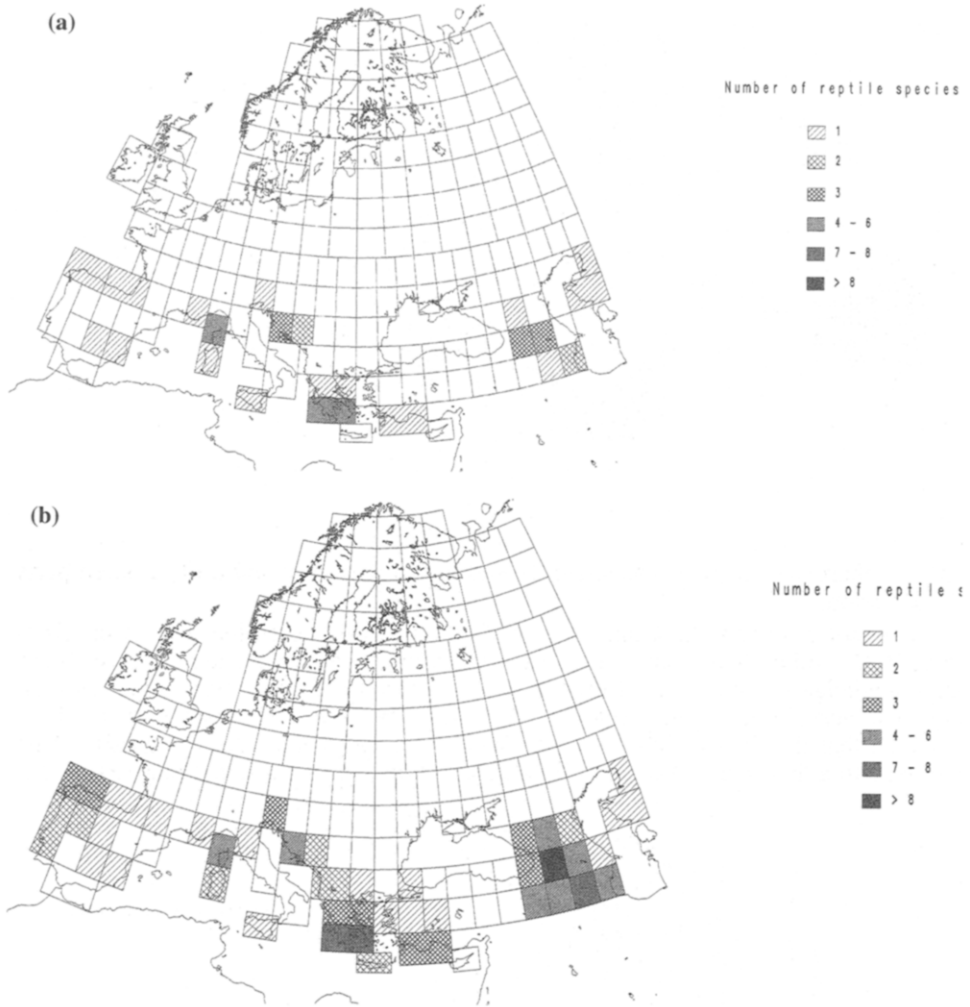 (a)
Number of reptile species
1
2
3
4 - 6
7 - 8
> 8
(b)
Number of reptile s
1
2
3
4 - 6
7 - 8
> 8